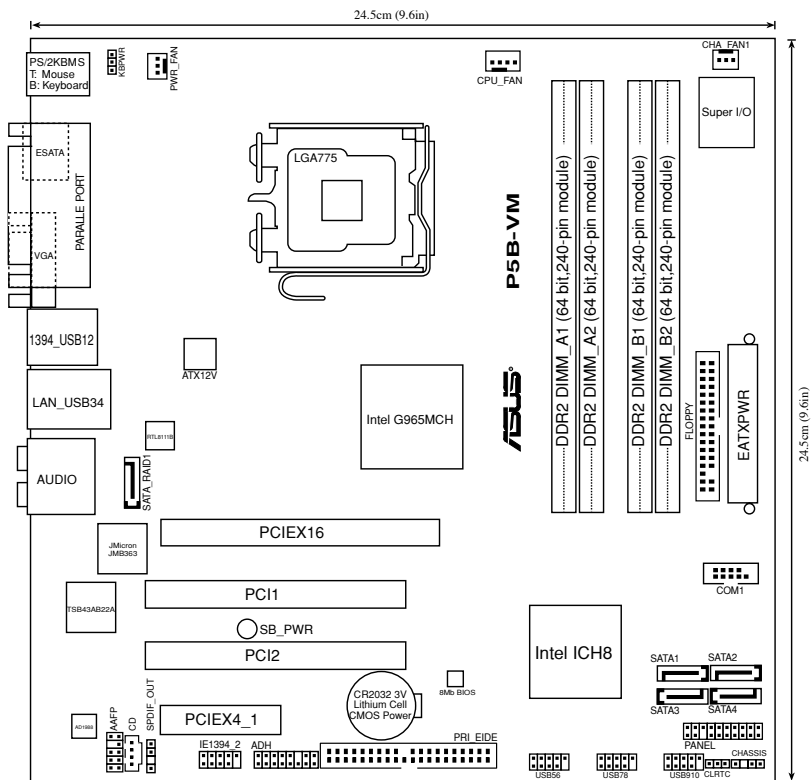 24.5cm (9.6in)
PS/2KBMS
T: Mouse
B: Keyboard
KBPWR
PWR_FAN
CPU_FAN
CHA_FAN1
Super I/O
ESATA
PARALLE PORT
VGA
LGA775
P5B-VM
DDR2 DIMM_A1 (64 bit,240-pin module)
DDR2 DIMM_A2 (64 bit,240-pin module)
DDR2 DIMM_B1 (64 bit,240-pin module)
DDR2 DIMM_B2 (64 bit,240-pin module)
24.5cm (9.6in)
1394_USB12
ATX12V
LAN_USB34
Intel G965MCH
ASUS
®
FLOPPY
EATXPWR
RTL8111B
AUDIO
SATA_RAID1
PCIEX16
JMicron
JMB363
COM1
TSB43AB22A
PCI1
SB_PWR
PCI2
Intel ICH8
SATA1
SATA2
SATA3
SATA4
8Mb BIOS
CR2032 3V
Lithium Cell
CMOS Power
AD1988
AAFP
CD
SPDIF_OUT
PCIEX4_1
IE1394_2
ADH
PRI_EIDE
PANEL
CHASSIS
USB56
USB78
USB910
CLRTC